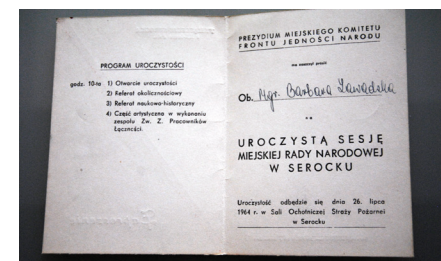 PROGRAM UROCZYSTOŚCI
godz. 10-ta 1) Otwarcie uroczystości
2) Referat okolicznościowy
3) Referat naukowo-historyczny
4) Część artystyczna w wykonaniu
zespołu Zw. Z. Pracowników
Łączności.
PREZYDIUM MIEJSKIEGO KOMITETU
FRONTU JEDNOŚCI NARODU
ma zaszczyt prosić
Ob. Mgr. Barbara Zawadzka
na
UROCZYSTĄ SESJĘ
MIEJSKIEJ RADY NARODOWEJ
W SEROCKU
Uroczystość odbędzie się dnia 26. lipca
1964 r. w Sali Ochotniczej Straży Pożarnej
w Serocku